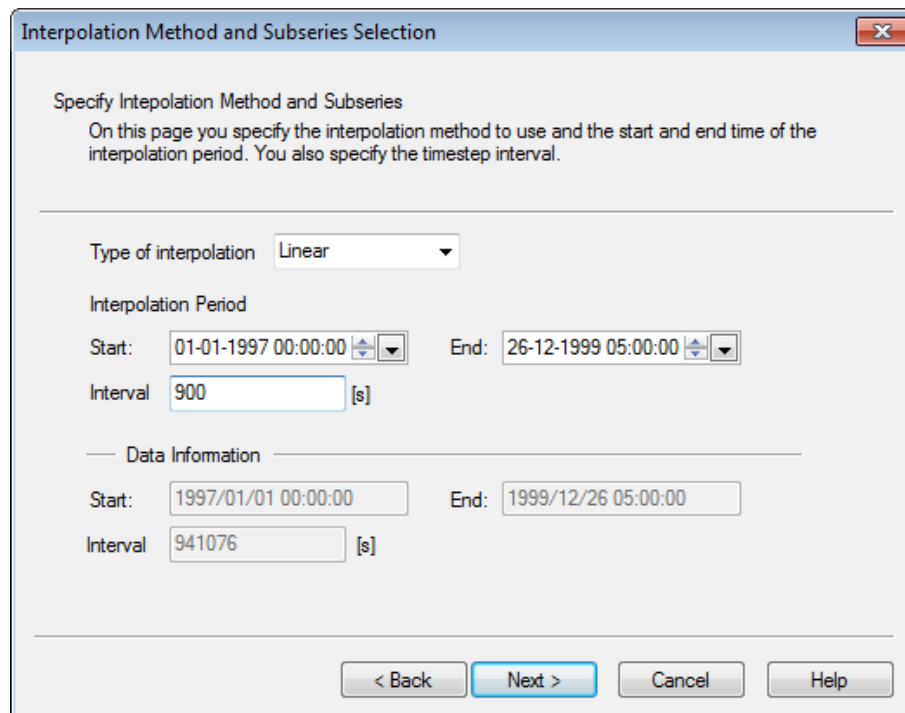 Interpolation Method and Subseries Selection
Specify Intepolation Method and Subseries
On this page you specify the interpolation method to use and the start and end time of the
interpolation period. You also specify the timestep interval.
Type of interpolation Linear
Interpolation Period
Start: 01-01-1997 00:00:00 End: 26-12-1999 05:00:00
Interval 900 [s]
Data Information
Start: 1997/01/01 00:00:00 End: 1999/12/26 05:00:00
Interval 941076 [s]
< Back Next > Cancel Help